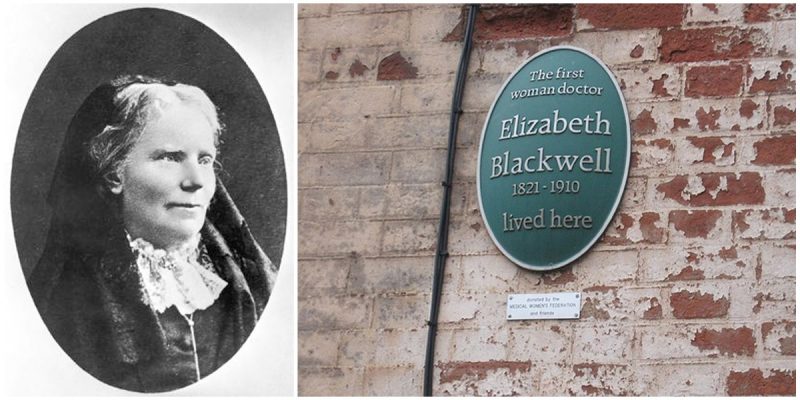 The first
woman doctor
Elizabeth
Blackwell
1821 - 1910
lived here
donated by the
MEDICAL WOMEN'S FEDERATION
and friends